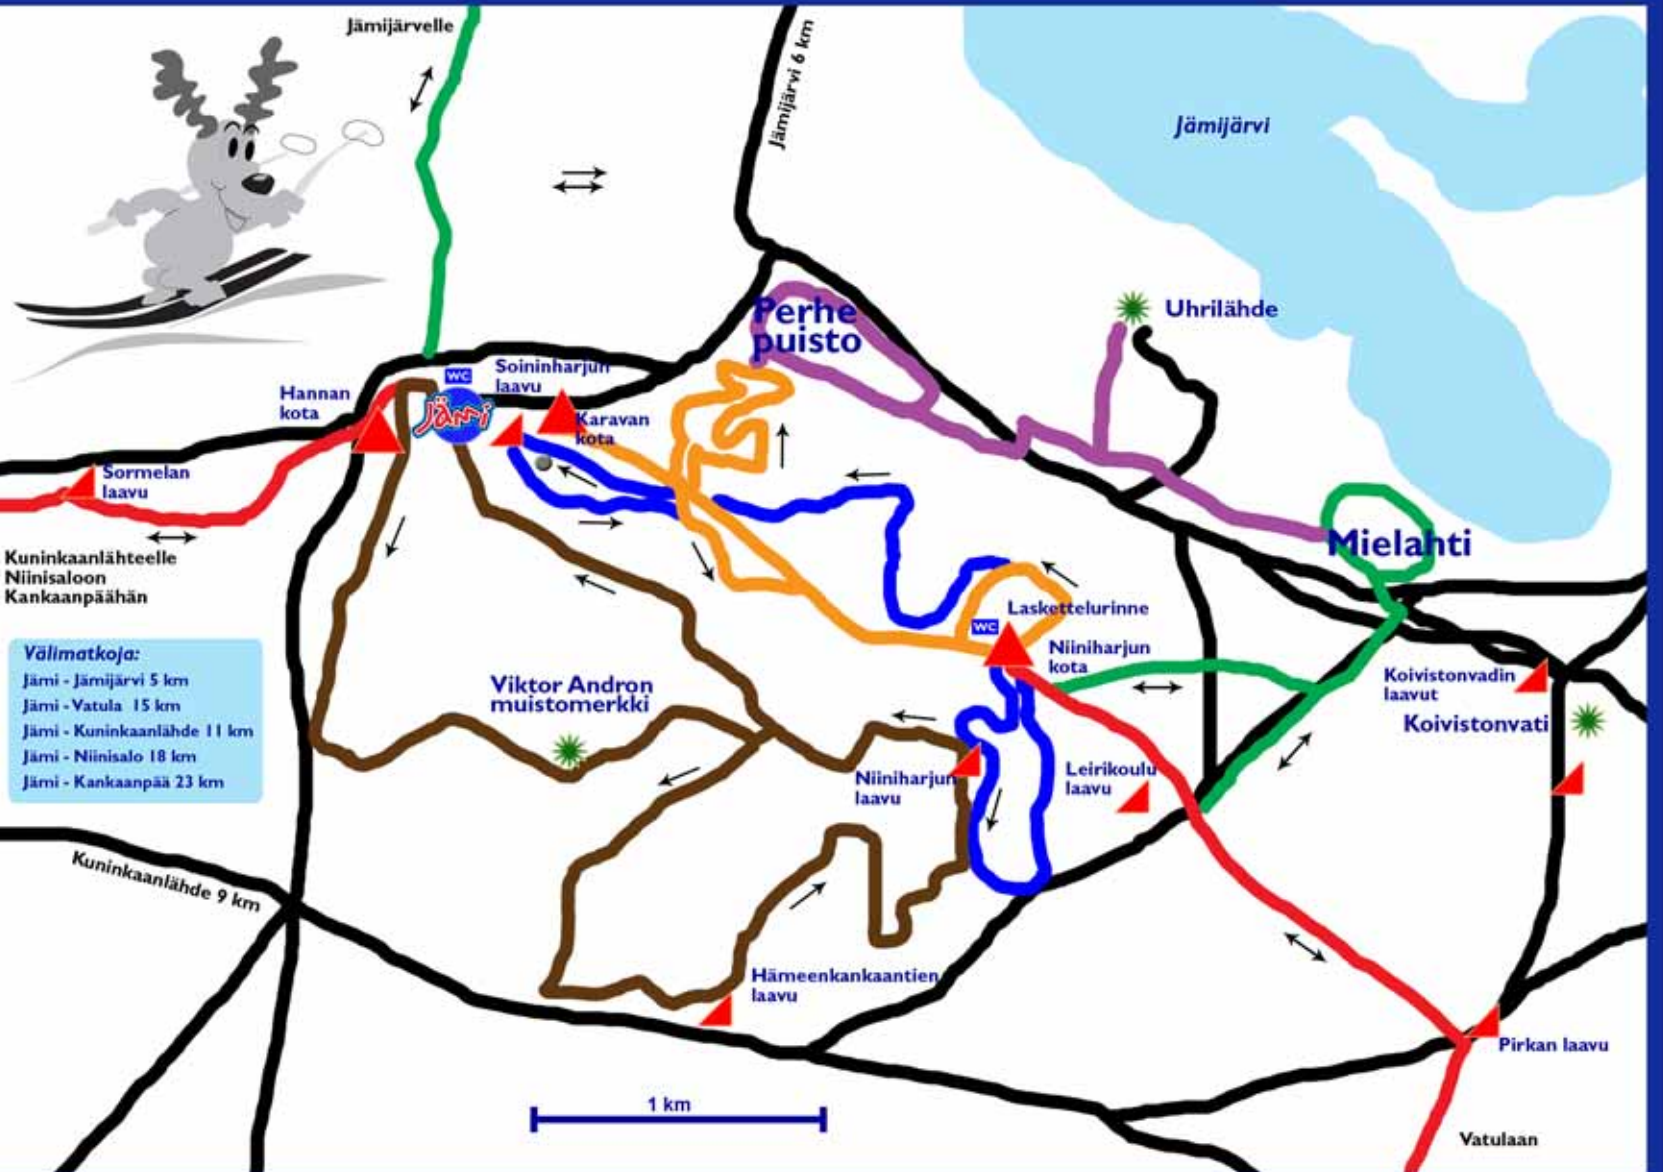 Jämijärvelle
Jämijärvi 6 km
Jämijärvi
Perhe
puisto
Uhrilähde
Soininharjun
laavu
WC
Hannan
kota
Jämi
Karavan
kota
Sormelan
laavu
Mielahti
Kuninkaanlähteelle
Niinisaloon
Kankaanpäähän
Laskettelurinne
WC
Niiniharjun
kota
Välimatkoja:
Jämi - Jämijärvi 5 km
Jämi - Vatula 15 km
Jämi - Kuninkaanlähde 11 km
Jämi - Niinisalo 18 km
Jämi - Kankaanpää 23 km
Viktor Andron
muistomerkki
Koivistonvadin
laavut
Koivistonvati
Niiniharjun
laavu
Leirikoulu
laavu
Kuninkaanlähde 9 km
Hämeenkankaantien
laavu
Pirkan laavu
1 km
Vatulaan